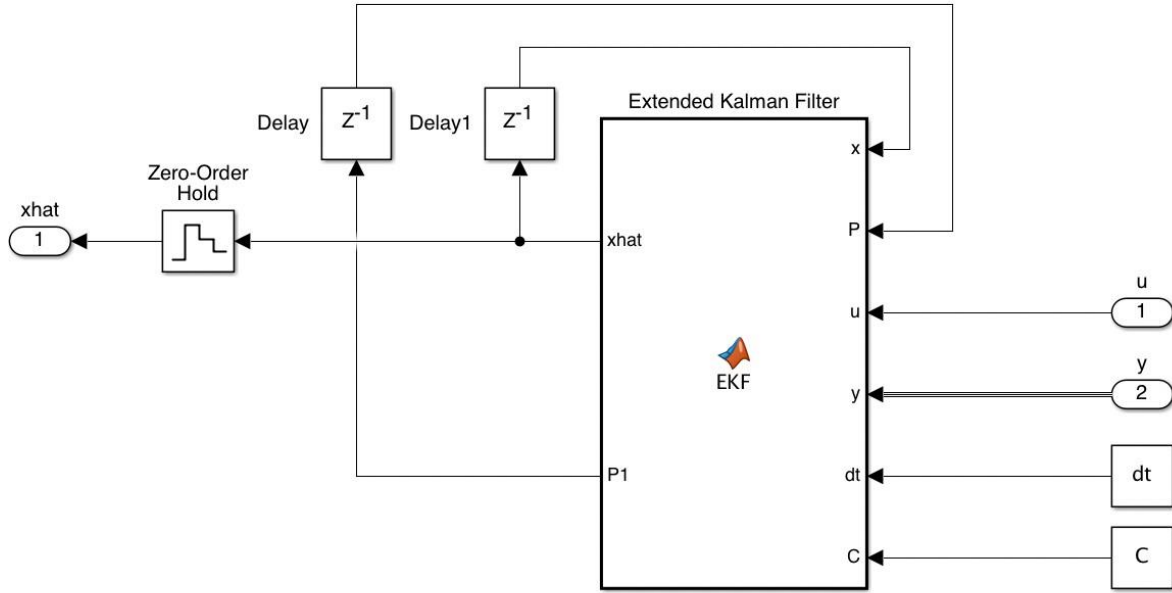 Extended Kalman Filter
Delay
Z-1
Delay1
Z-1
x
Zero-Order
Hold
xhat
1
xhat
P
u
u
1
EKF
y
y
2
P1
dt
dt
C
C